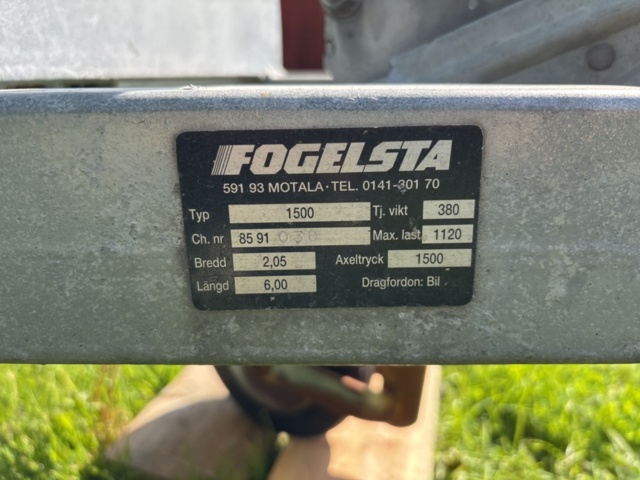 FOGELSTA
591 93 MOTALA · TEL. 0141-301 70
Typ 1500 Tj. vikt 380
Ch. nr 85 91 Max. last 1120
Bredd 2,05 Axeltryck 1500
Längd 6,00 Dragfordon: Bil